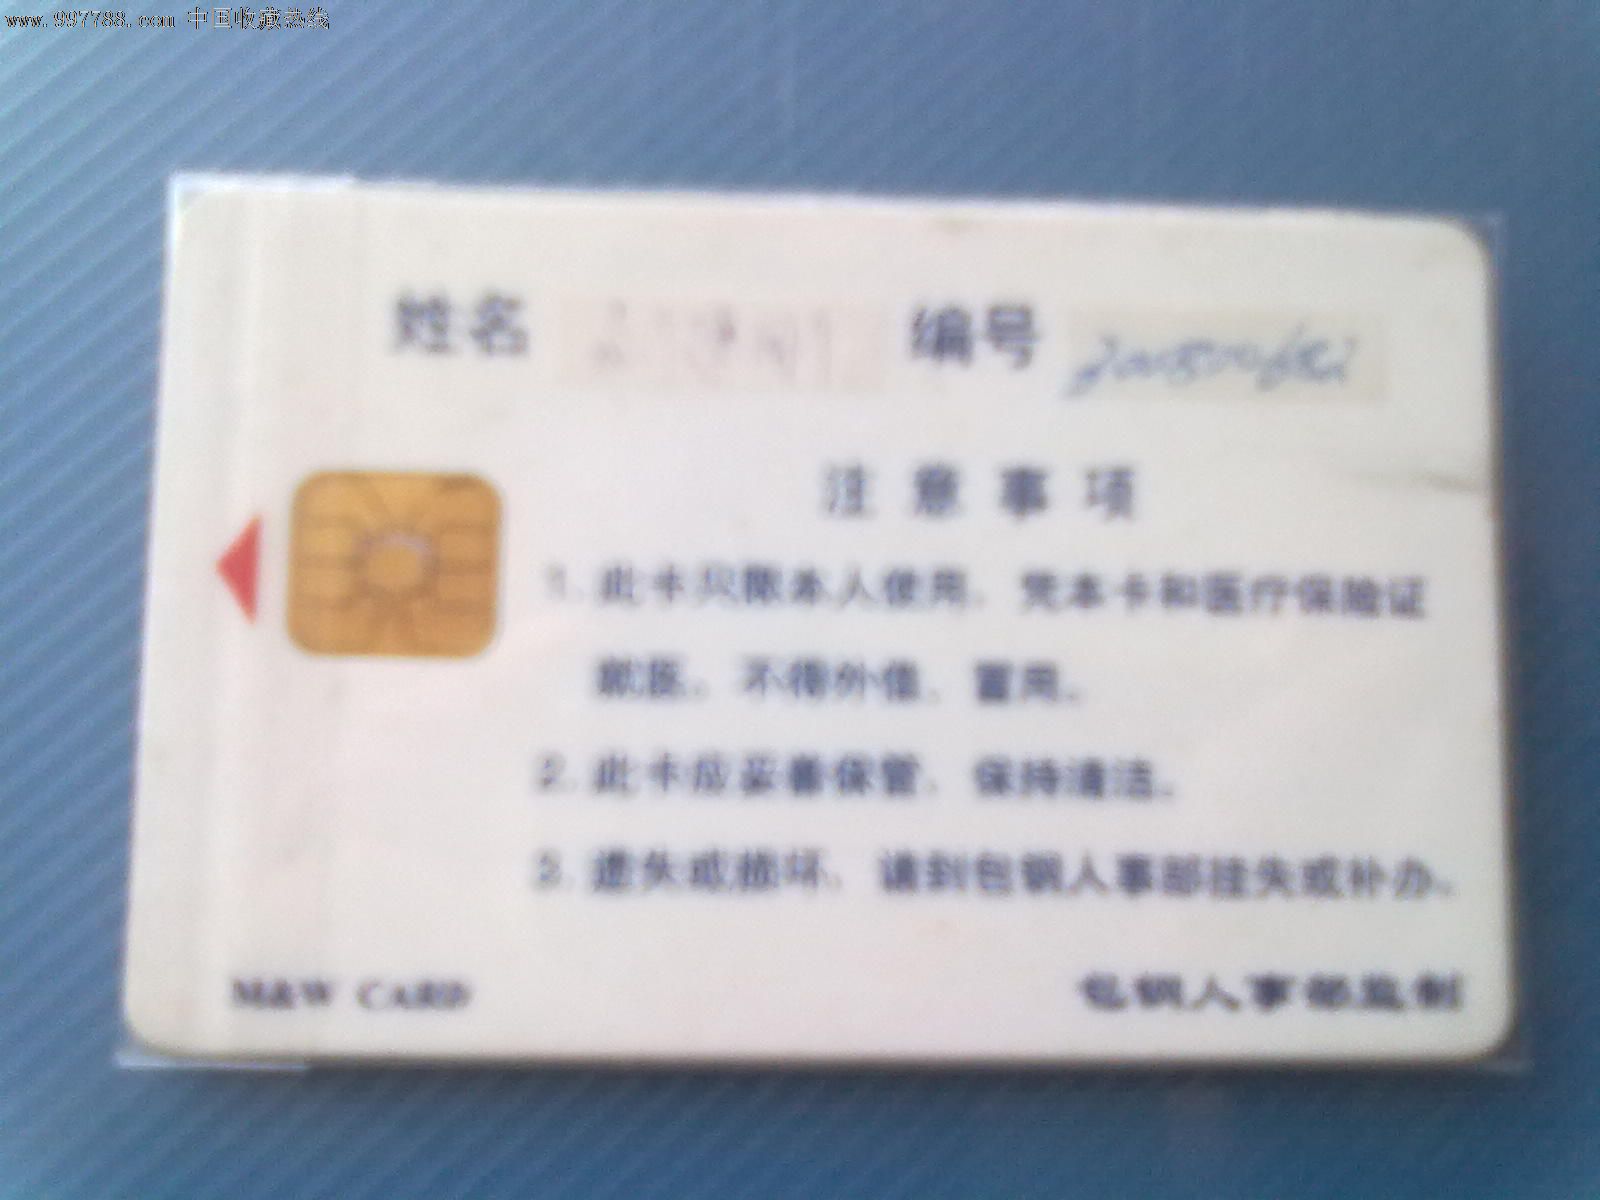 www.997788.com 中国收藏热线
姓名 编号
注意事项
1. 此卡只限本人使用，凭本卡和医疗保险证
就医。不得外借、冒用。
2. 此卡应妥善保管，保持清洁。
3. 遗失或损坏，请到包钢人事部挂失或补办。
M&W CARD
包钢人事部监制